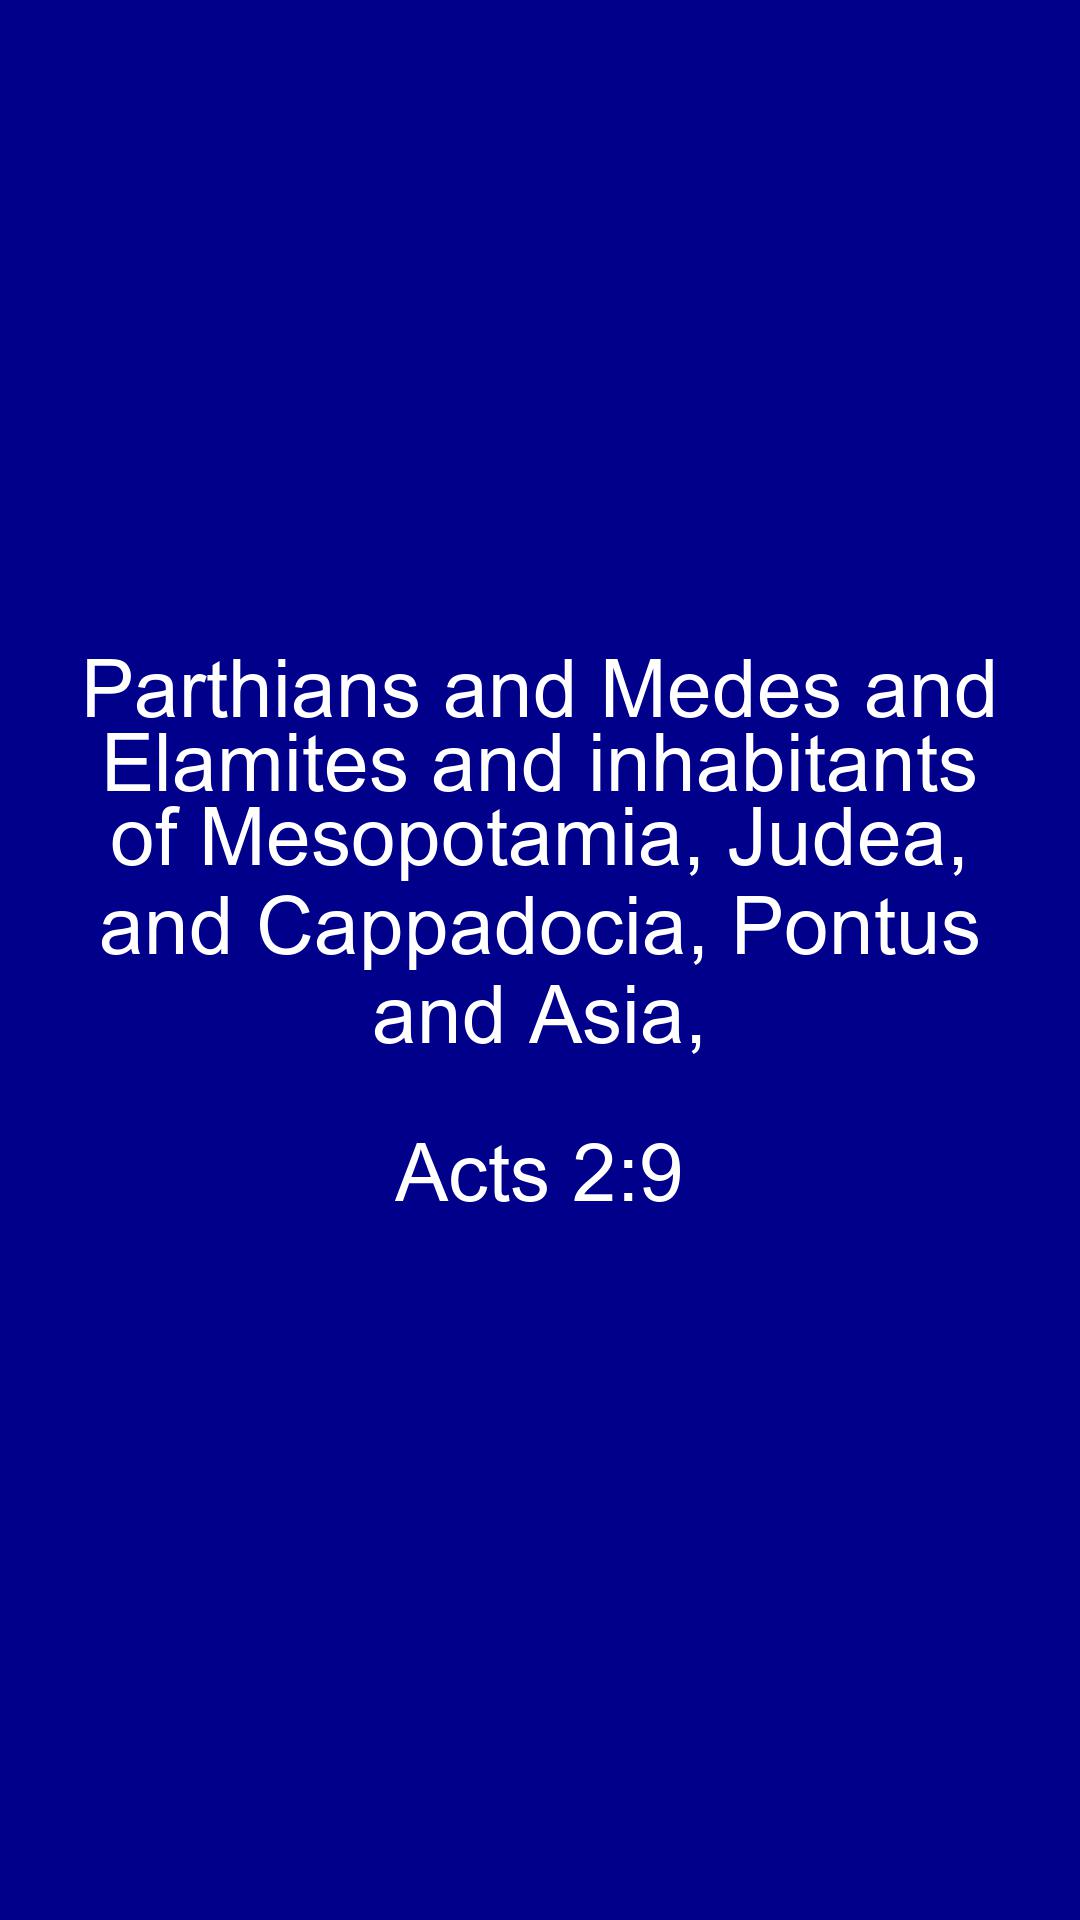 Parthians and Medes and
Elamites and inhabitants
of Mesopotamia, Judea,
and Cappadocia, Pontus
and Asia,
Acts 2:9